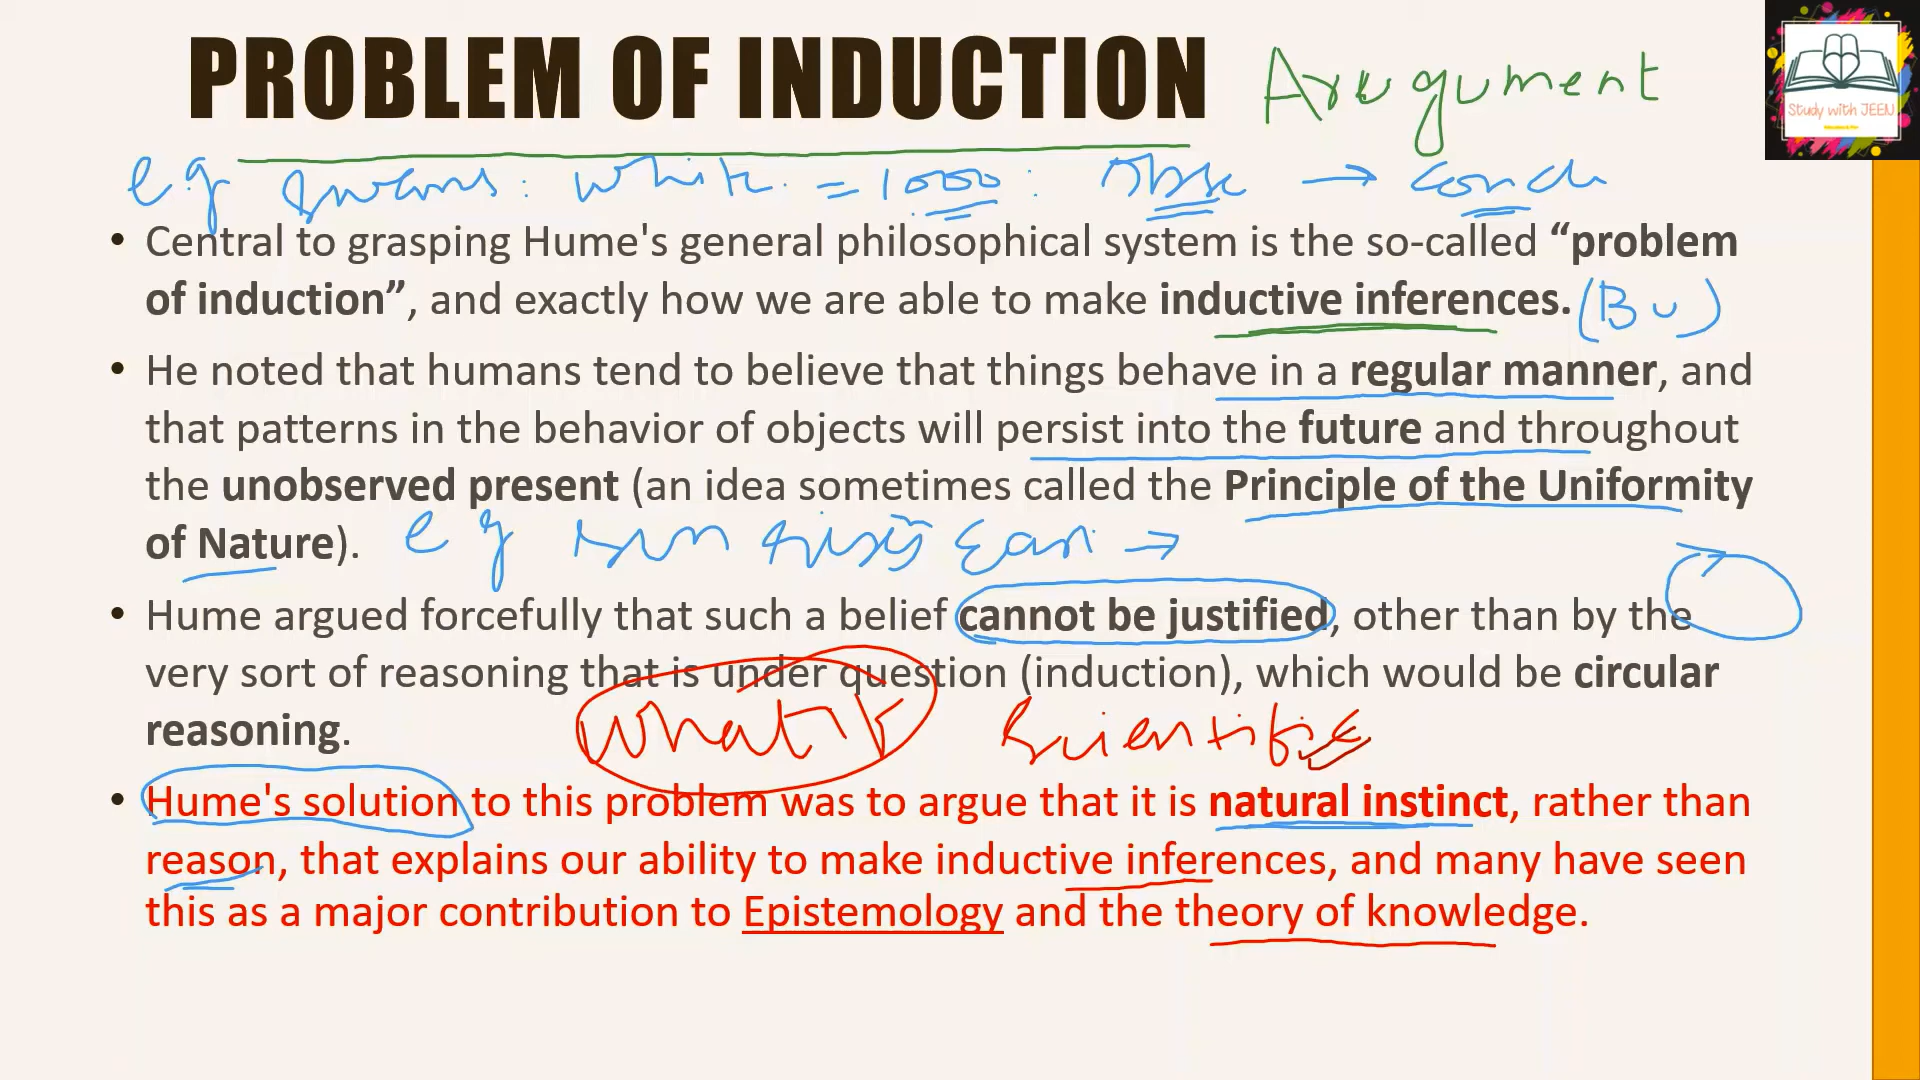 PROBLEM OF INDUCTION Areugument
Study with JEEN
e.g swans: white = 1000: Obse → Conclu
• Central to grasping Hume's general philosophical system is the so-called “problem
of induction”, and exactly how we are able to make inductive inferences. (BU)
• He noted that humans tend to believe that things behave in a regular manner, and
that patterns in the behavior of objects will persist into the future and throughout
the unobserved present (an idea sometimes called the Principle of the Uniformity
of Nature). eg sun rises East →
• Hume argued forcefully that such a belief cannot be justified, other than by the
very sort of reasoning that is under question (induction), which would be circular
reasoning. What if Scientific
• Hume's solution to this problem was to argue that it is natural instinct, rather than
reason, that explains our ability to make inductive inferences, and many have seen
this as a major contribution to Epistemology and the theory of knowledge.